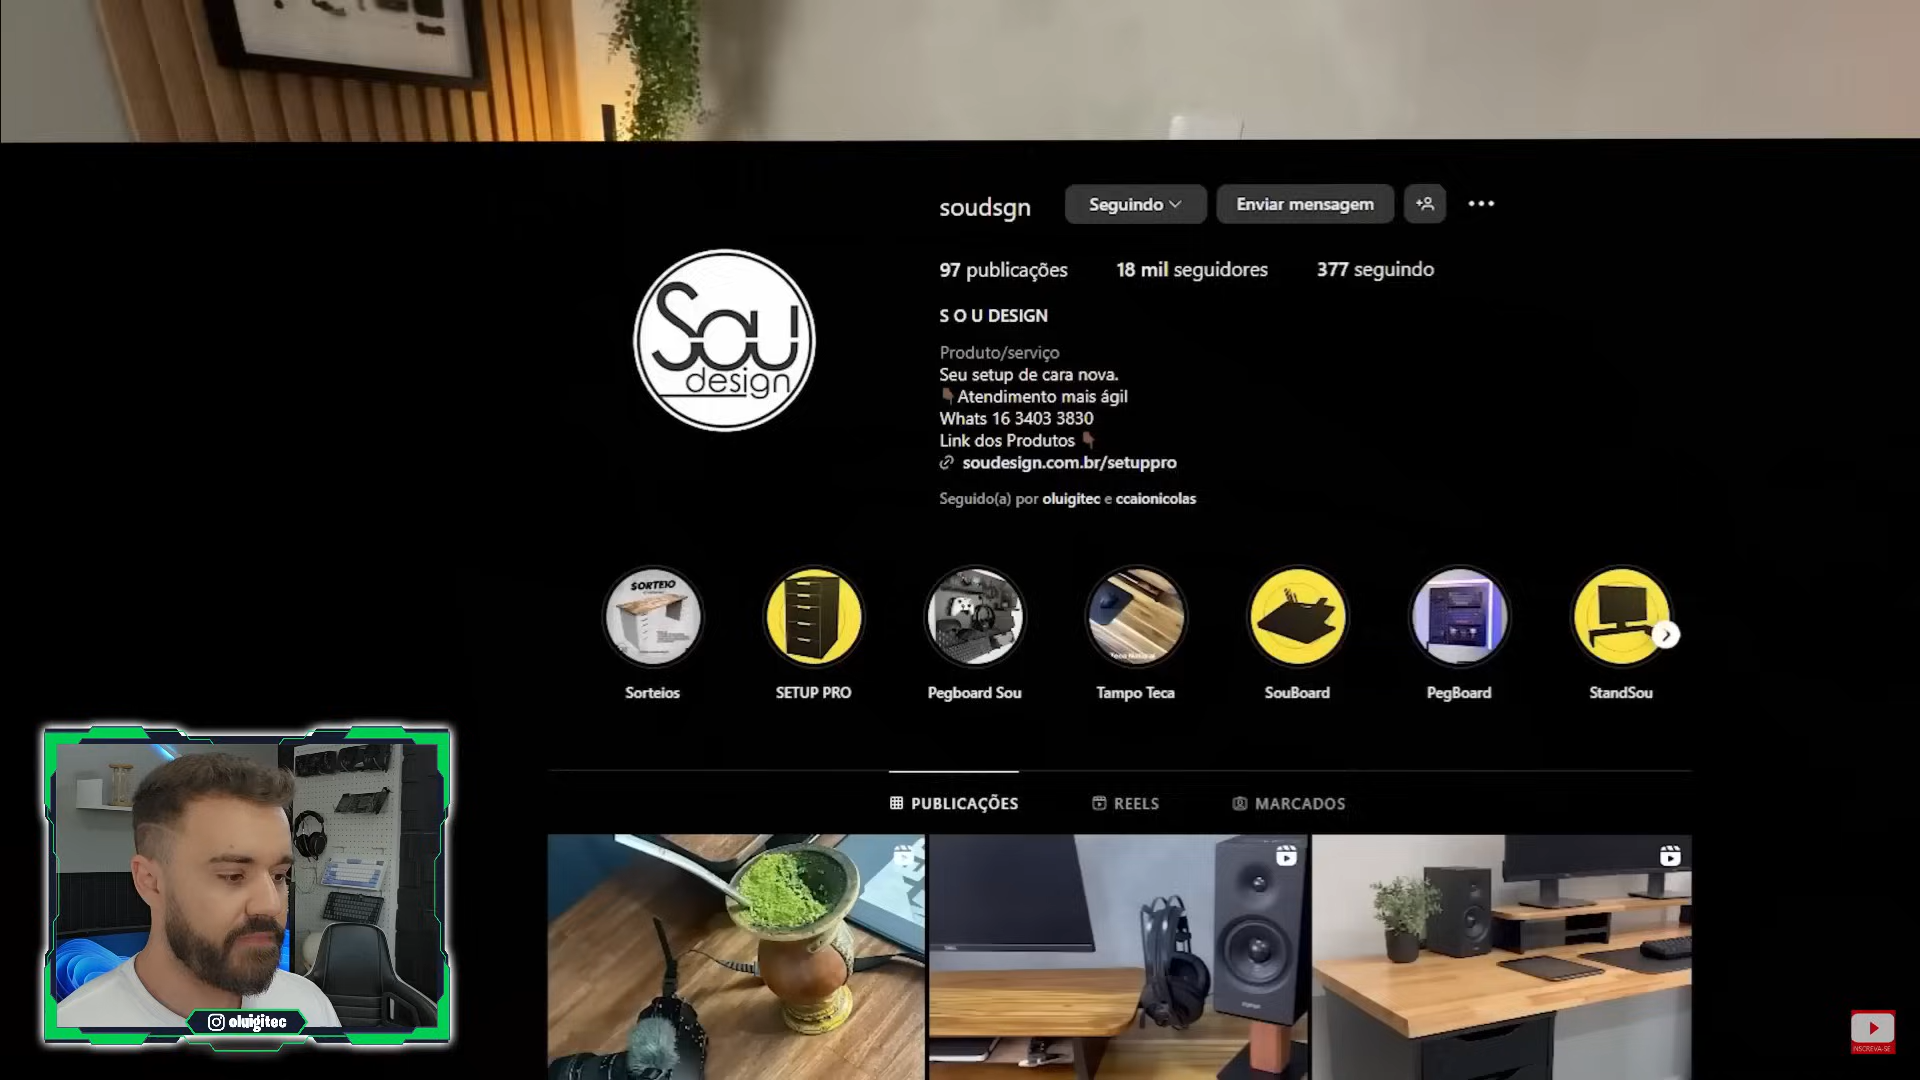 soudsgn
Seguindo
Enviar mensagem
97 publicações
18 mil seguidores
377 seguindo
Sou
design
S O U DESIGN
Produto/serviço
Seu setup de cara nova.
Atendimento mais ágil
Whats 16 3403 3830
Link dos Produtos
soudesign.com.br/setuppro
Seguido(a) por oluigitec e ccaionicolas
SORTEIO
Sorteios
SETUP PRO
Pegboard Sou
Tampo Teca
SouBoard
PegBoard
StandSou
PUBLICAÇÕES
REELS
MARCADOS
oluigitec
INSCREVA-SE